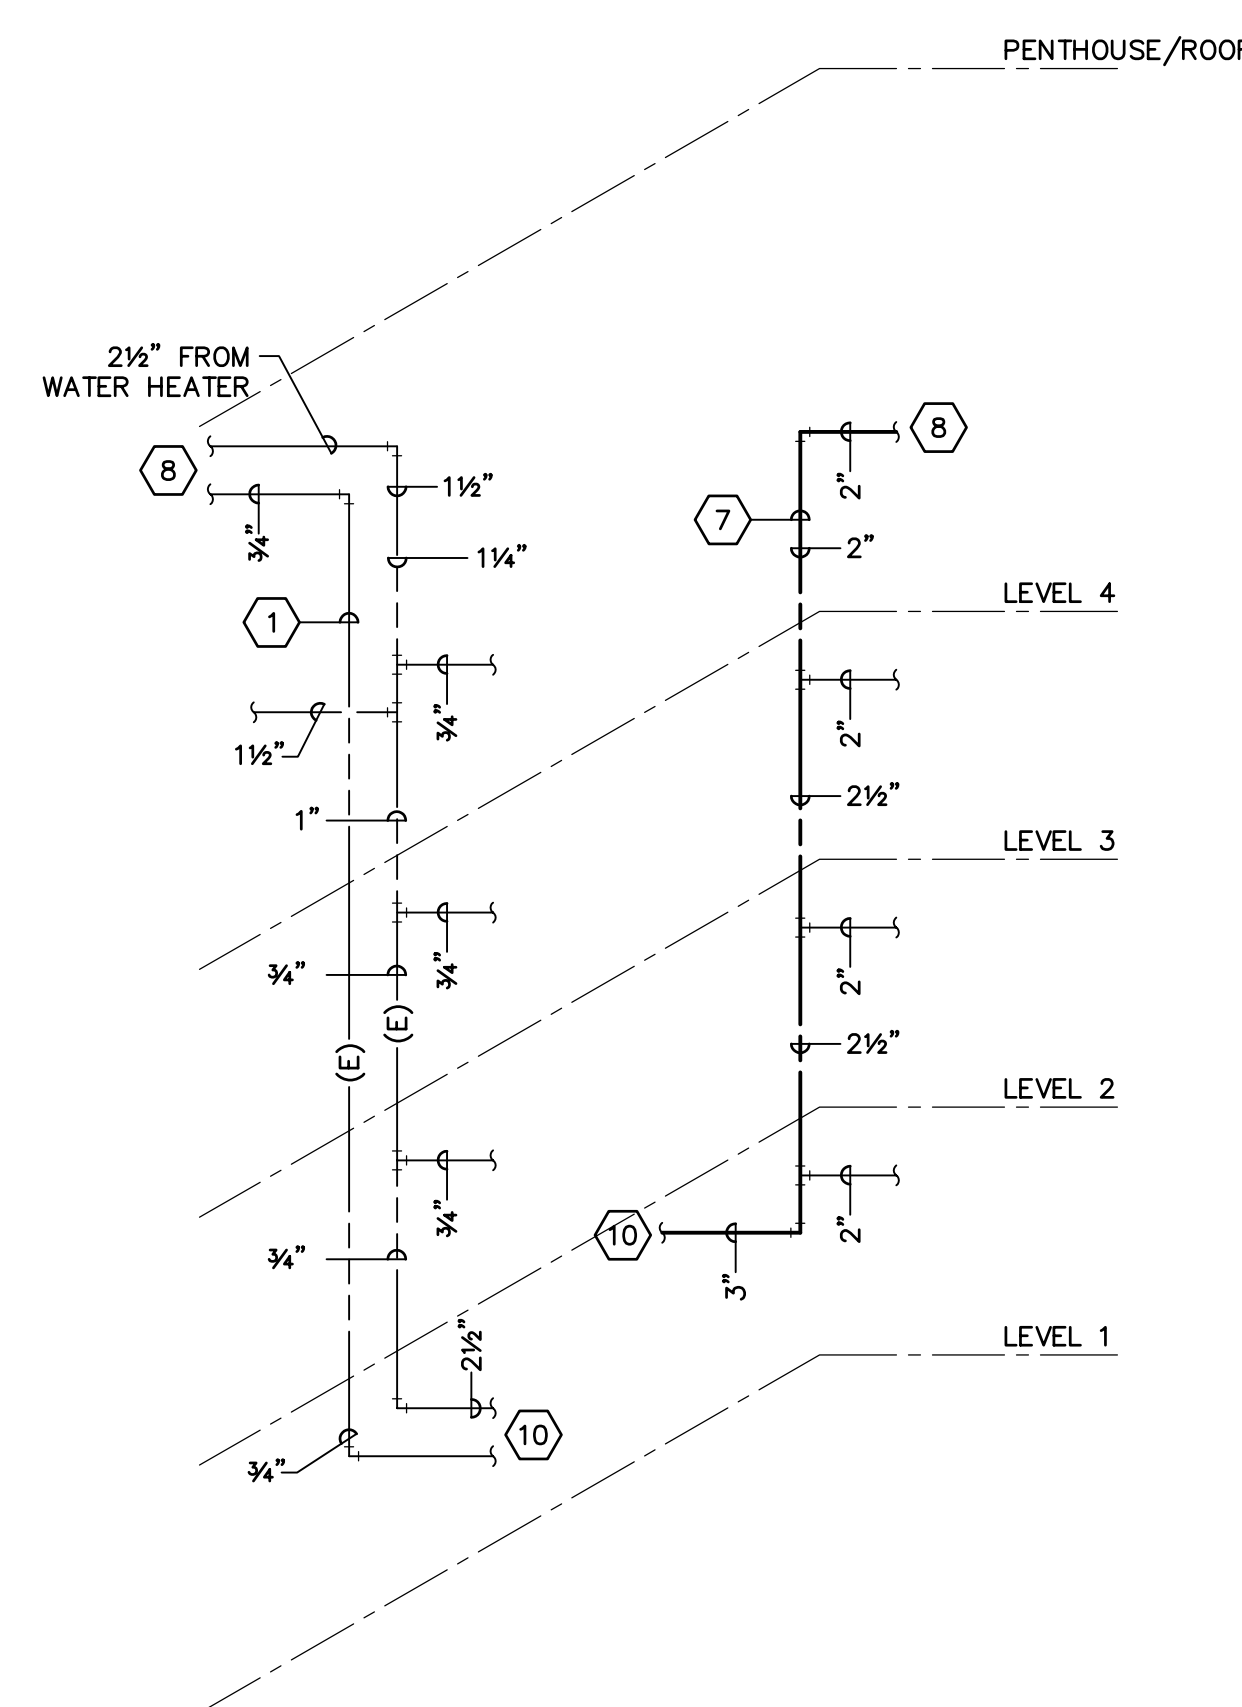 PENTHOUSE/ROOF
2½" FROM
WATER HEATER
8
8
1½"
2"
7
3/4"
2"
1¼"
LEVEL 4
1
3/4"
2"
1½"
2½"
1"
LEVEL 3
3/4"
3/4"
2"
(E)
(E)
2½"
LEVEL 2
3/4"
10
2"
3/4"
3"
2½"
LEVEL 1
10
3/4"